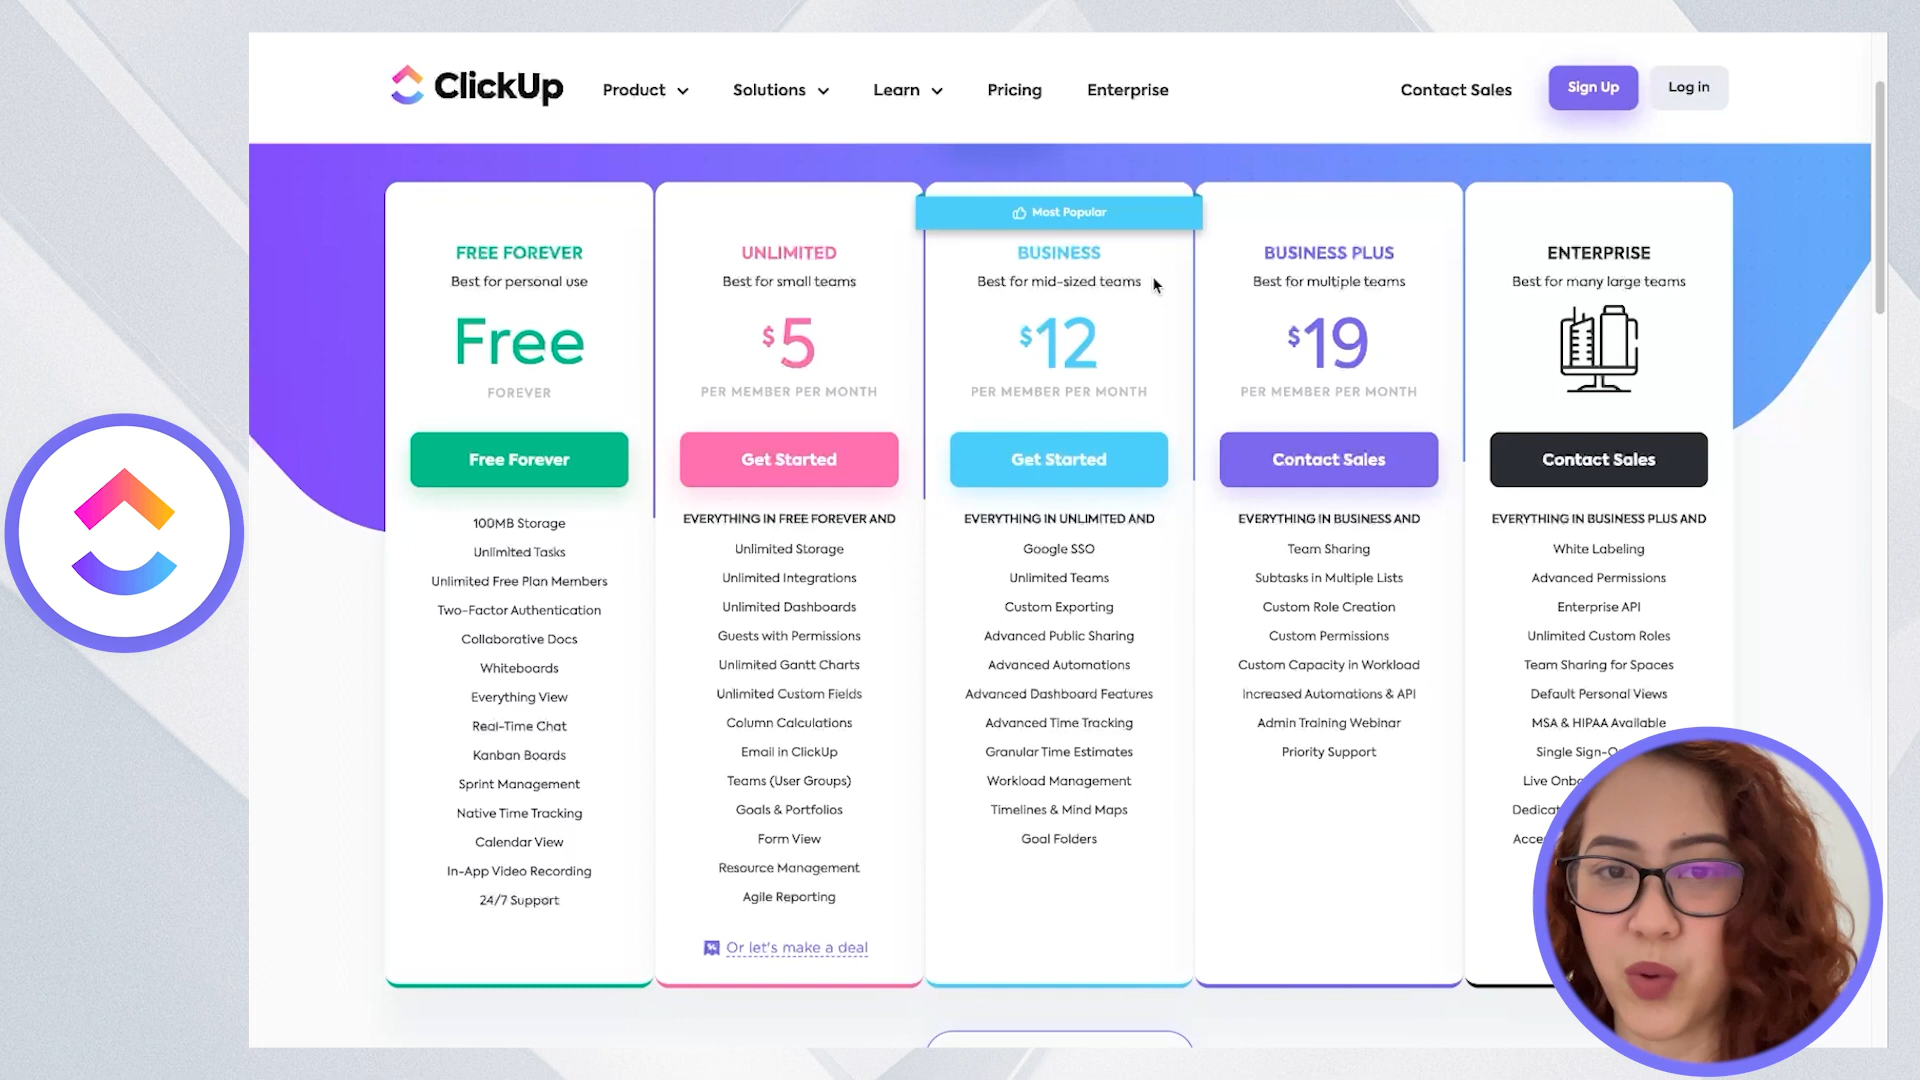 ClickUp
Product
Solutions
Learn
Pricing
Enterprise
Contact Sales
Sign Up
Log in
FREE FOREVER
Best for personal use
Free
FOREVER
Free Forever
100MB Storage
Unlimited Tasks
Unlimited Free Plan Members
Two-Factor Authentication
Collaborative Docs
Whiteboards
Everything View
Real-Time Chat
Kanban Boards
Sprint Management
Native Time Tracking
Calendar View
In-App Video Recording
24/7 Support
UNLIMITED
Best for small teams
$5
PER MEMBER PER MONTH
Get Started
EVERYTHING IN FREE FOREVER AND
Unlimited Storage
Unlimited Integrations
Unlimited Dashboards
Guests with Permissions
Unlimited Gantt Charts
Unlimited Custom Fields
Column Calculations
Email in ClickUp
Teams (User Groups)
Goals & Portfolios
Form View
Resource Management
Agile Reporting
Or let's make a deal
Most Popular
BUSINESS
Best for mid-sized teams
$12
PER MEMBER PER MONTH
Get Started
EVERYTHING IN UNLIMITED AND
Google SSO
Unlimited Teams
Custom Exporting
Advanced Public Sharing
Advanced Automations
Advanced Dashboard Features
Advanced Time Tracking
Granular Time Estimates
Workload Management
Timelines & Mind Maps
Goal Folders
BUSINESS PLUS
Best for multiple teams
$19
PER MEMBER PER MONTH
Contact Sales
EVERYTHING IN BUSINESS AND
Team Sharing
Subtasks in Multiple Lists
Custom Role Creation
Custom Permissions
Custom Capacity in Workload
Increased Automations & API
Admin Training Webinar
Priority Support
ENTERPRISE
Best for many large teams
Contact Sales
EVERYTHING IN BUSINESS PLUS AND
White Labeling
Advanced Permissions
Enterprise API
Unlimited Custom Roles
Team Sharing for Spaces
Default Personal Views
MSA & HIPAA Available
Single
Live